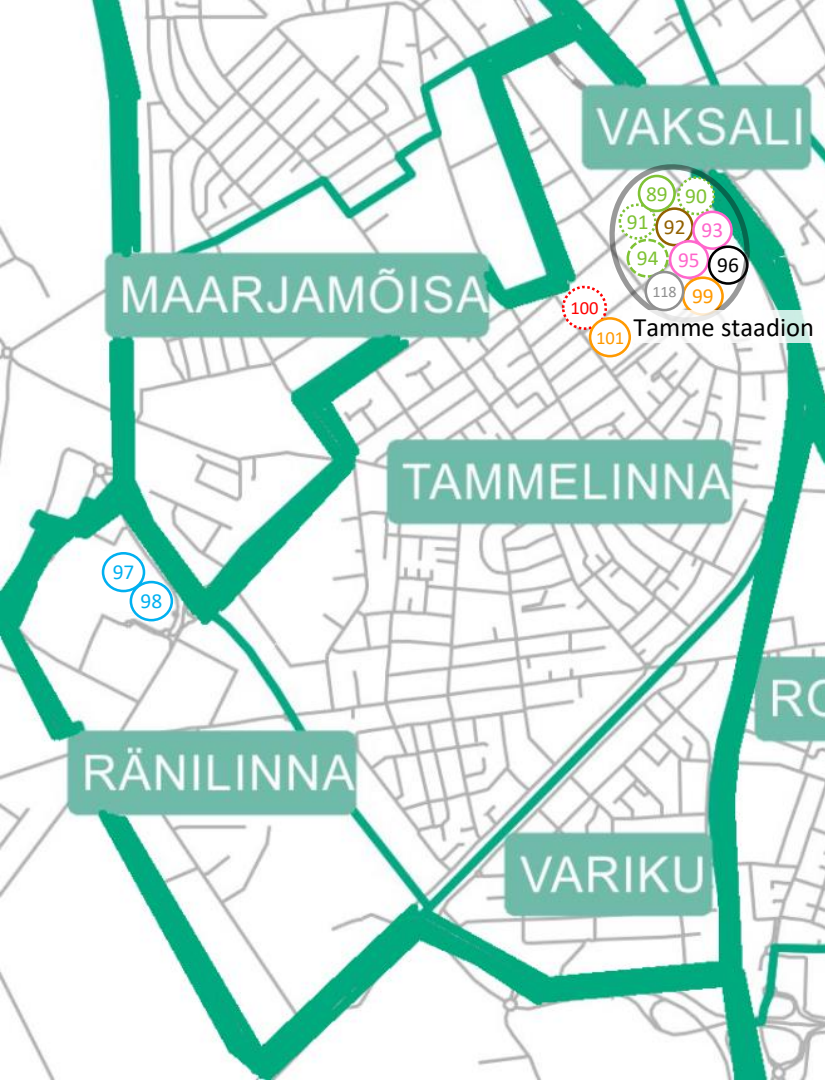 VAKSALI
89 90
91 92 93
94 95 96
118 99
MAARJAMÕISA
100
101 Tamme staadion
TAMMELINNA
97
98
RO
RÄNILINNA
VARIKU